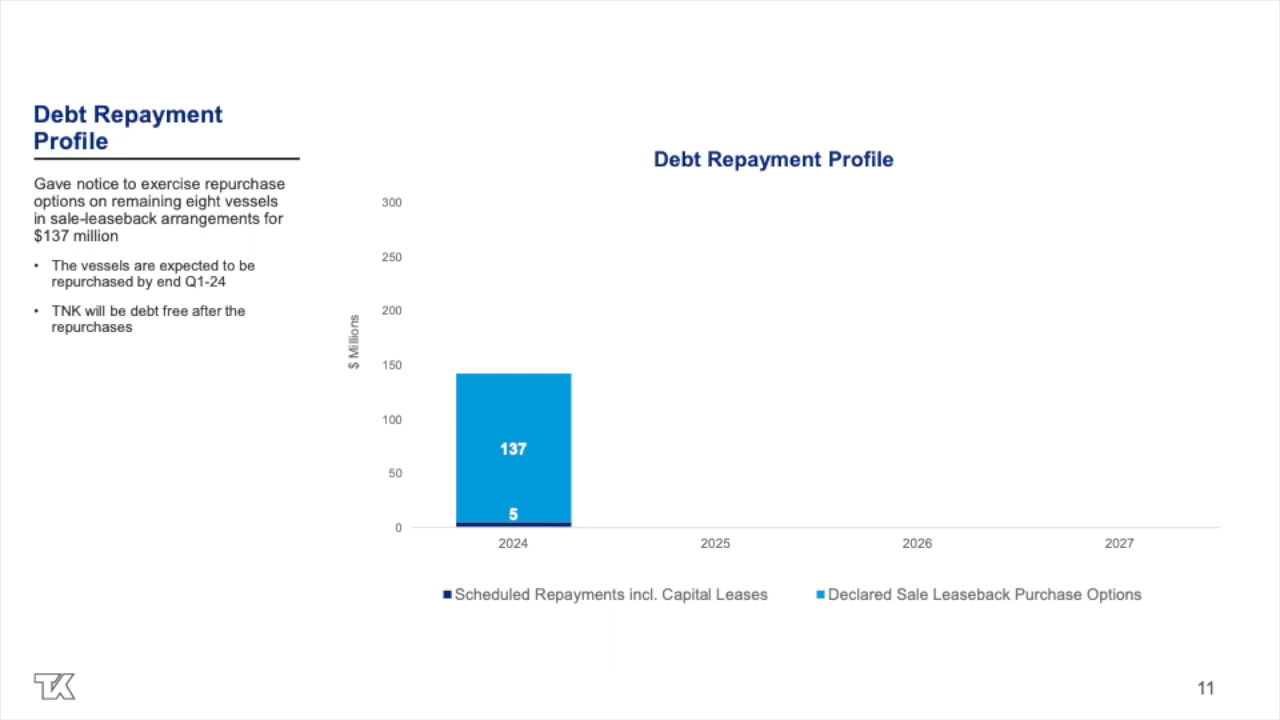 Debt Repayment
Profile
Gave notice to exercise repurchase
options on remaining eight vessels
in sale-leaseback arrangements for
$137 million
• The vessels are expected to be
repurchased by end Q1-24
• TNK will be debt free after the
repurchases
Debt Repayment Profile
$ Millions
300
250
200
150
100
50
0
137
5
2024 2025 2026 2027
Scheduled Repayments incl. Capital Leases Declared Sale Leaseback Purchase Options
TK
11